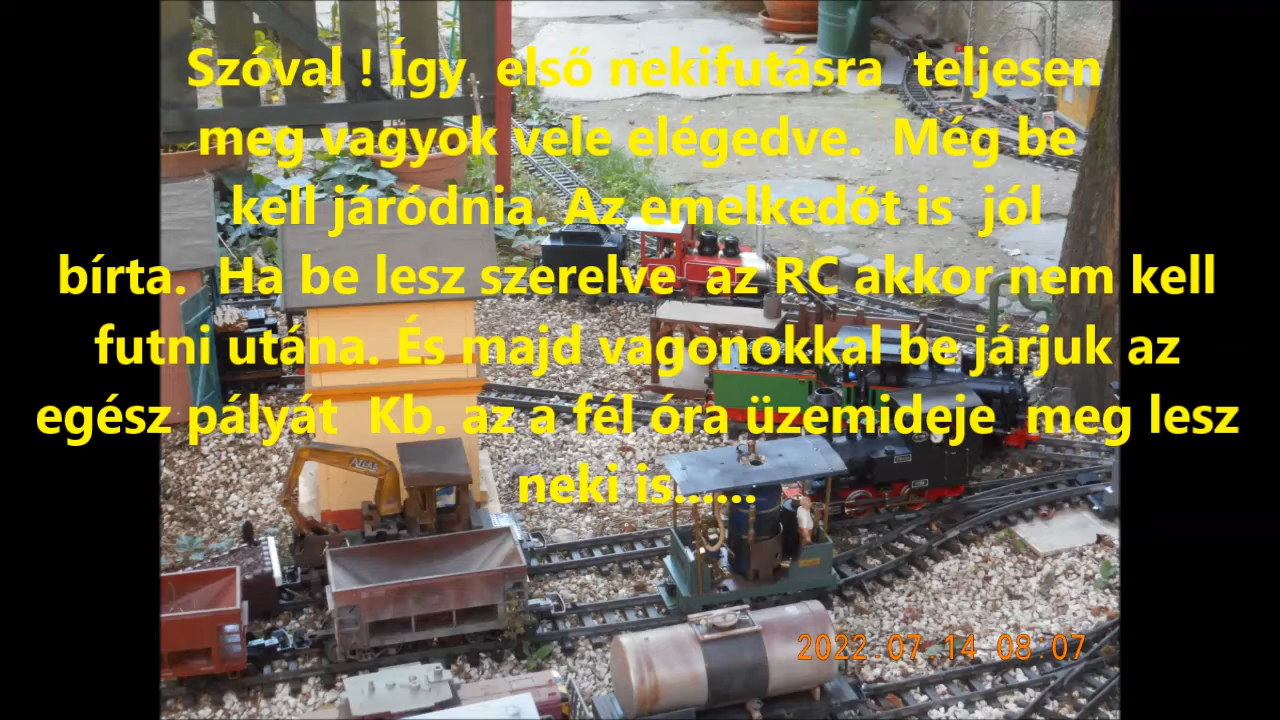 Szóval ! Így első nekifutásra teljesen
meg vagyok vele elégedve. Még be
kell járódnia. Az emelkedőt is jól
bírta. Ha be lesz szerelve az RC akkor nem kell
futni utána. És majd vagonokkal be járjuk az
egész pályát Kb. az a fél óra üzemideje meg lesz
neki is......
ATLAS
2022.07.14 08:07